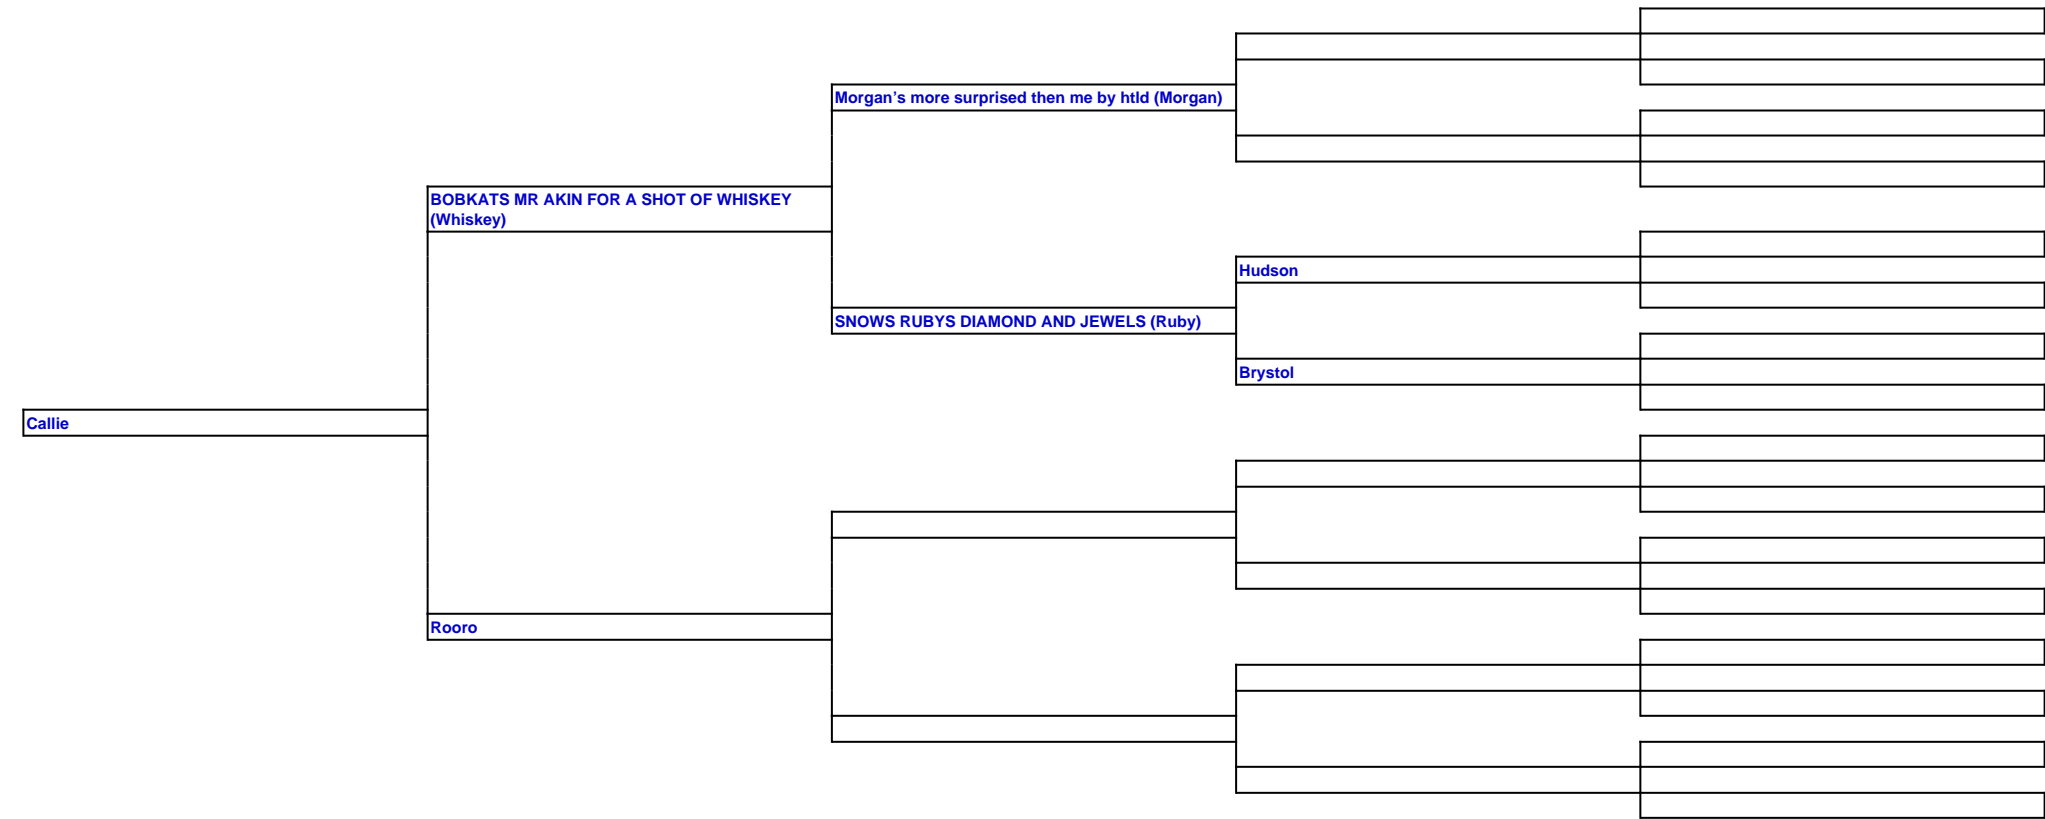 Morgan’s more surprised then me by htld (Morgan)
BOBKATS MR AKIN FOR A SHOT OF WHISKEY
(Whiskey)
Hudson
SNOWS RUBYS DIAMOND AND JEWELS (Ruby)
Brystol
Callie
Rooro